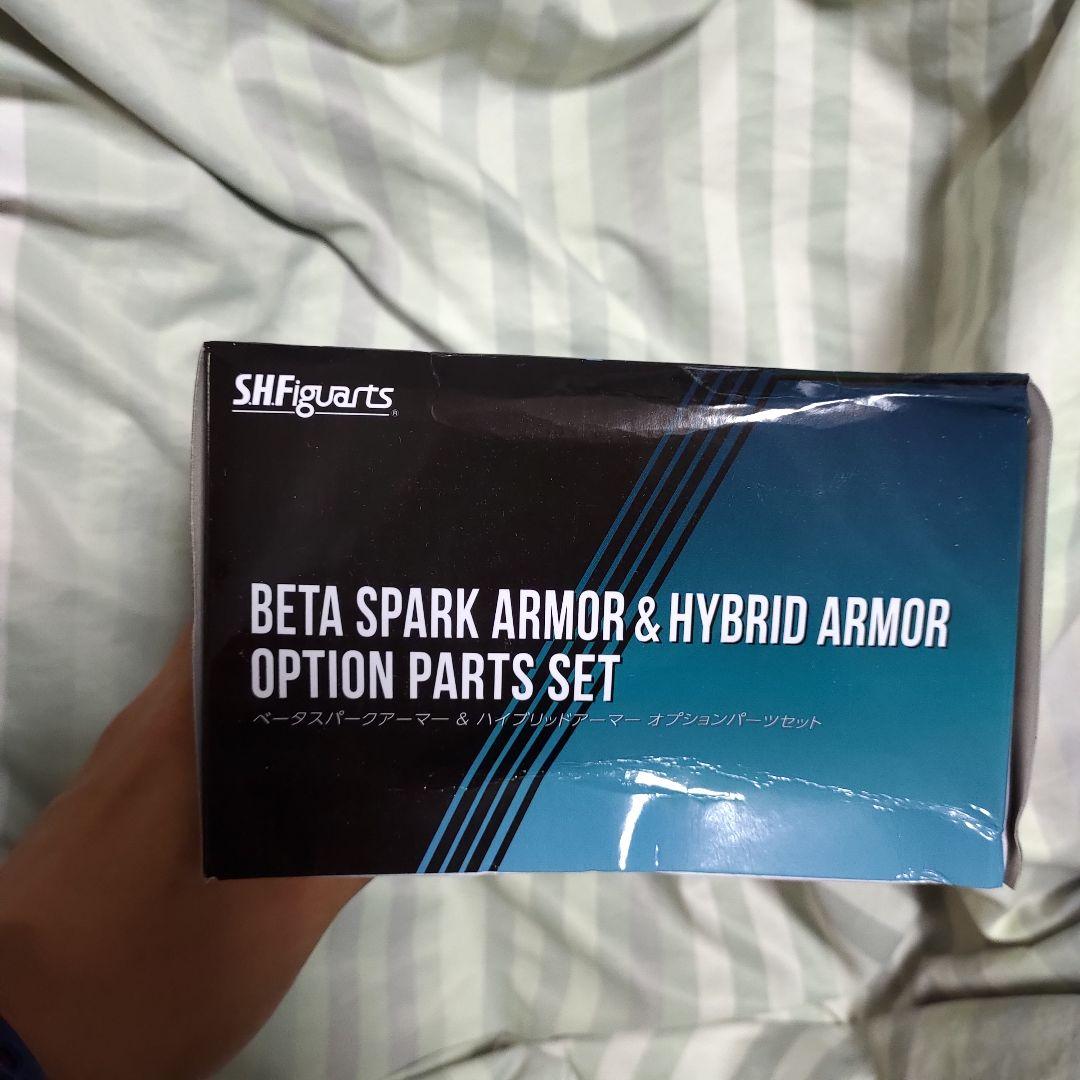 S.H.Figuarts®
BETA SPARK ARMOR & HYBRID ARMOR
OPTION PARTS SET
ベータスパークアーマー & ハイブリッドアーマー オプションパーツセット